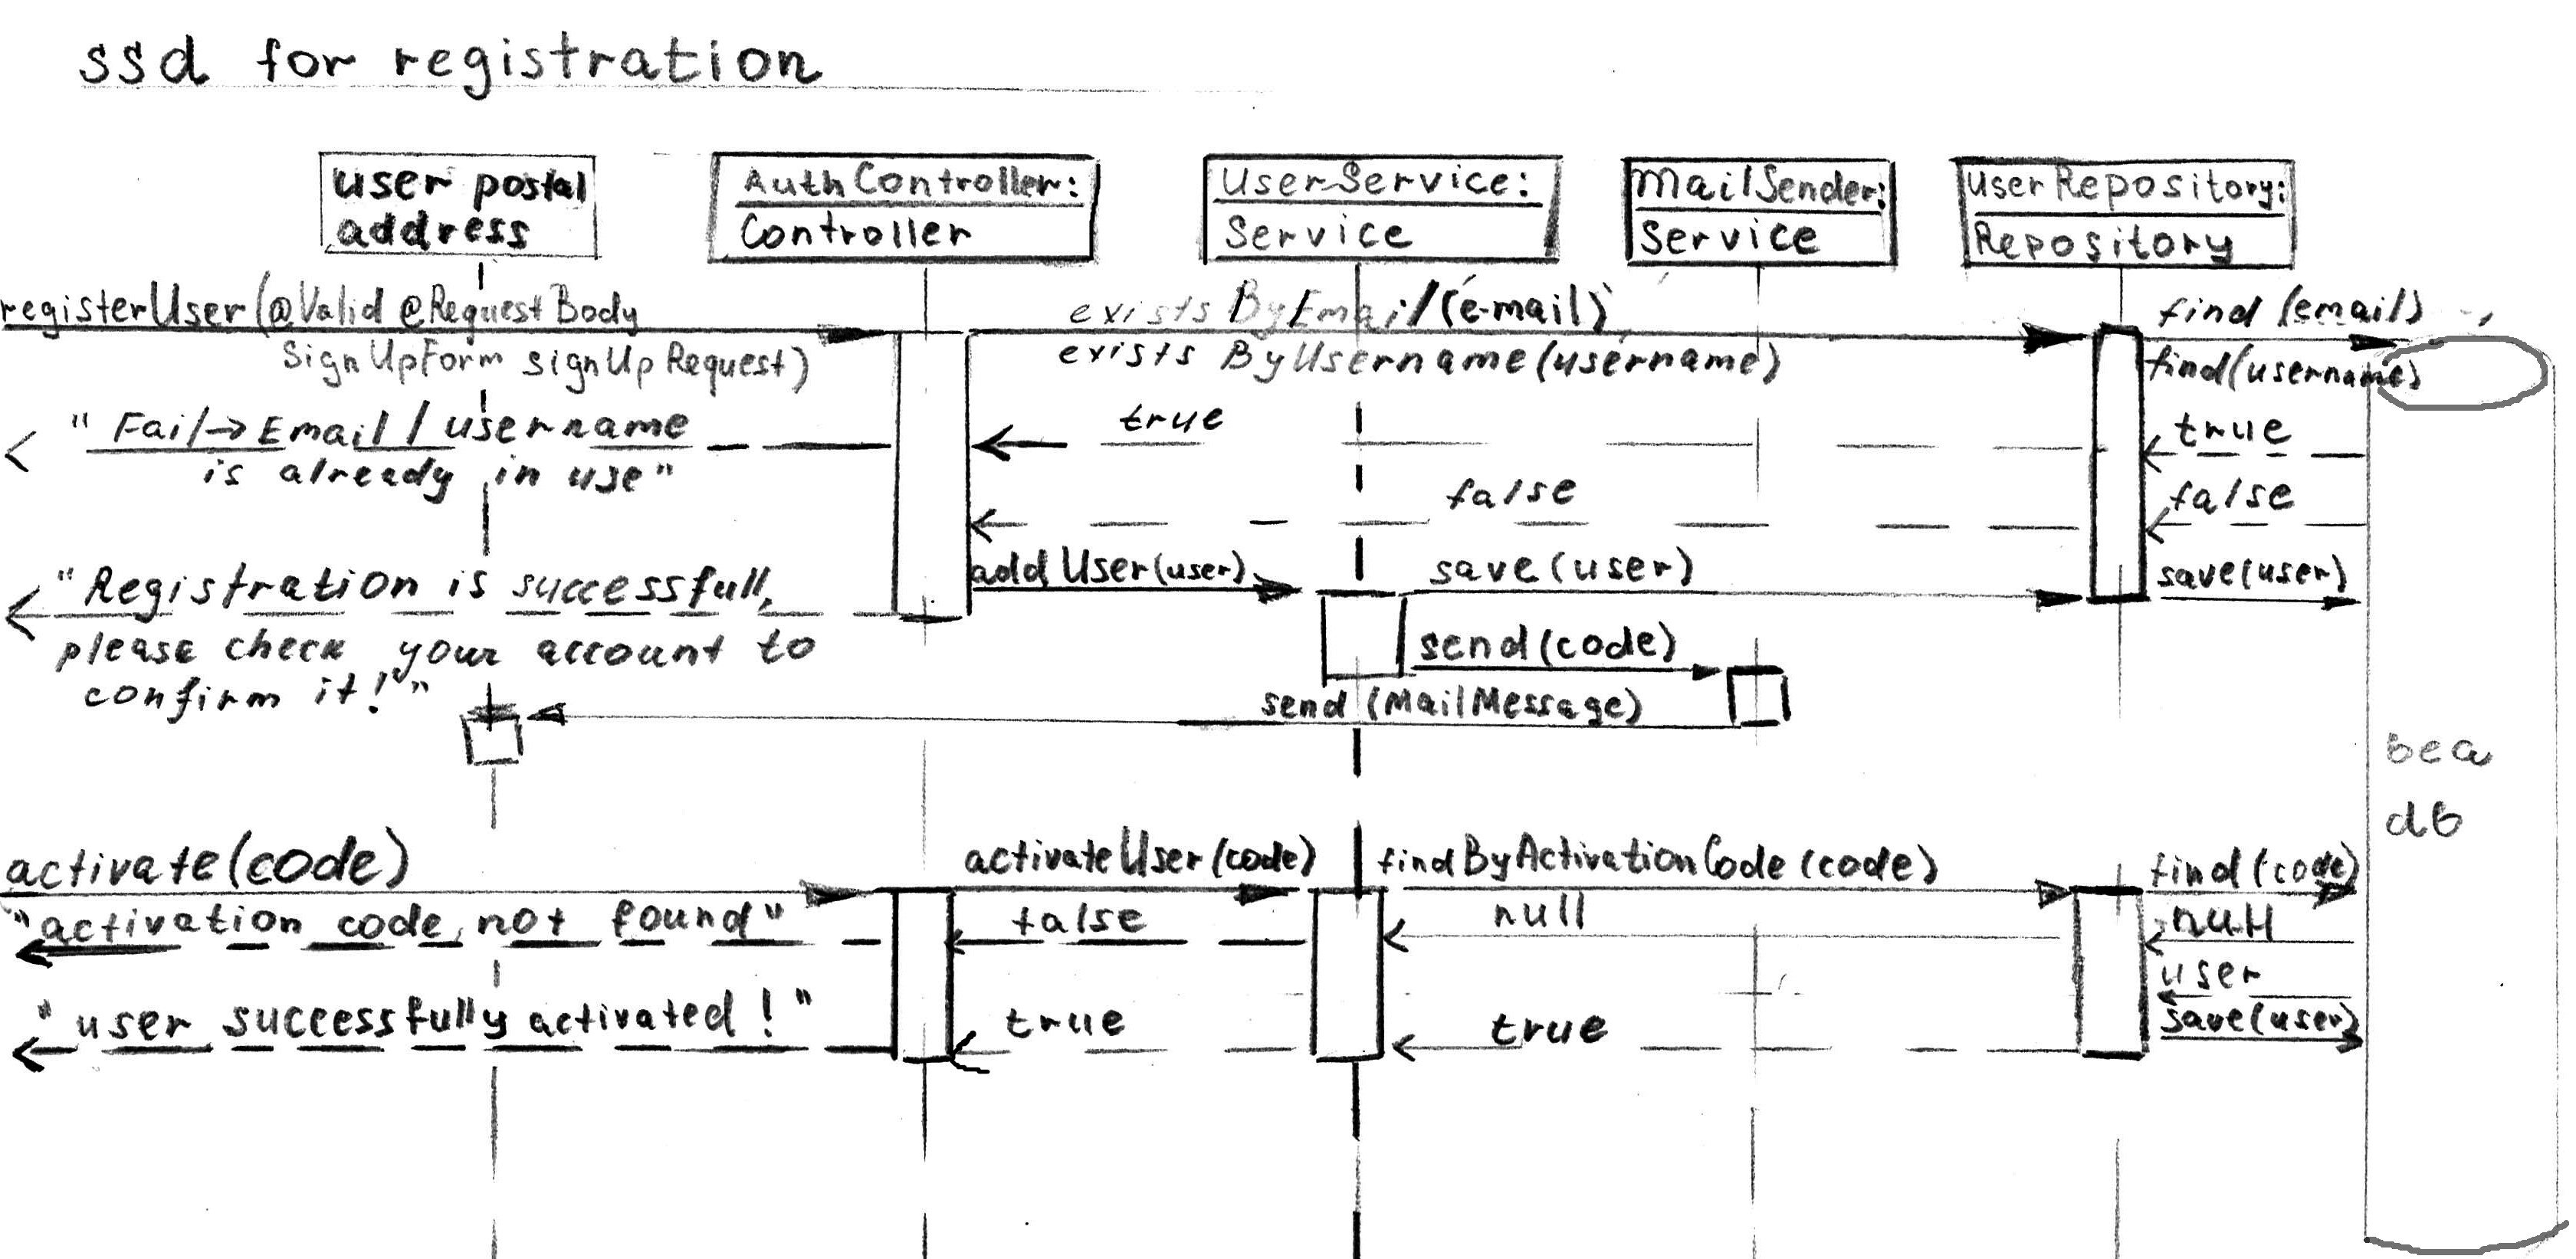 ssd for registration
user postal
address
AuthController:
Controller
UserService:
Service
MailSender:
Service
UserRepository:
Repository
registerUser(@Valid @RequestBody
SignUpForm signUpRequest)
existsByEmail(e-mail)
existsByUsername(username)
find(email)
find(username)
"Fail→Email/username
is already in use"
true
true
false
false
"Registration is successfull,
please check your account to
confirm it!"
addUser(user)
save(user)
save(user)
send(code)
send(MailMessage)
bea
db
activate(code)
activateUser(code)
findByActivationCode(code)
find(code)
"activation code not found"
false
null
null
user
"user successfully activated!"
true
true
save(user)